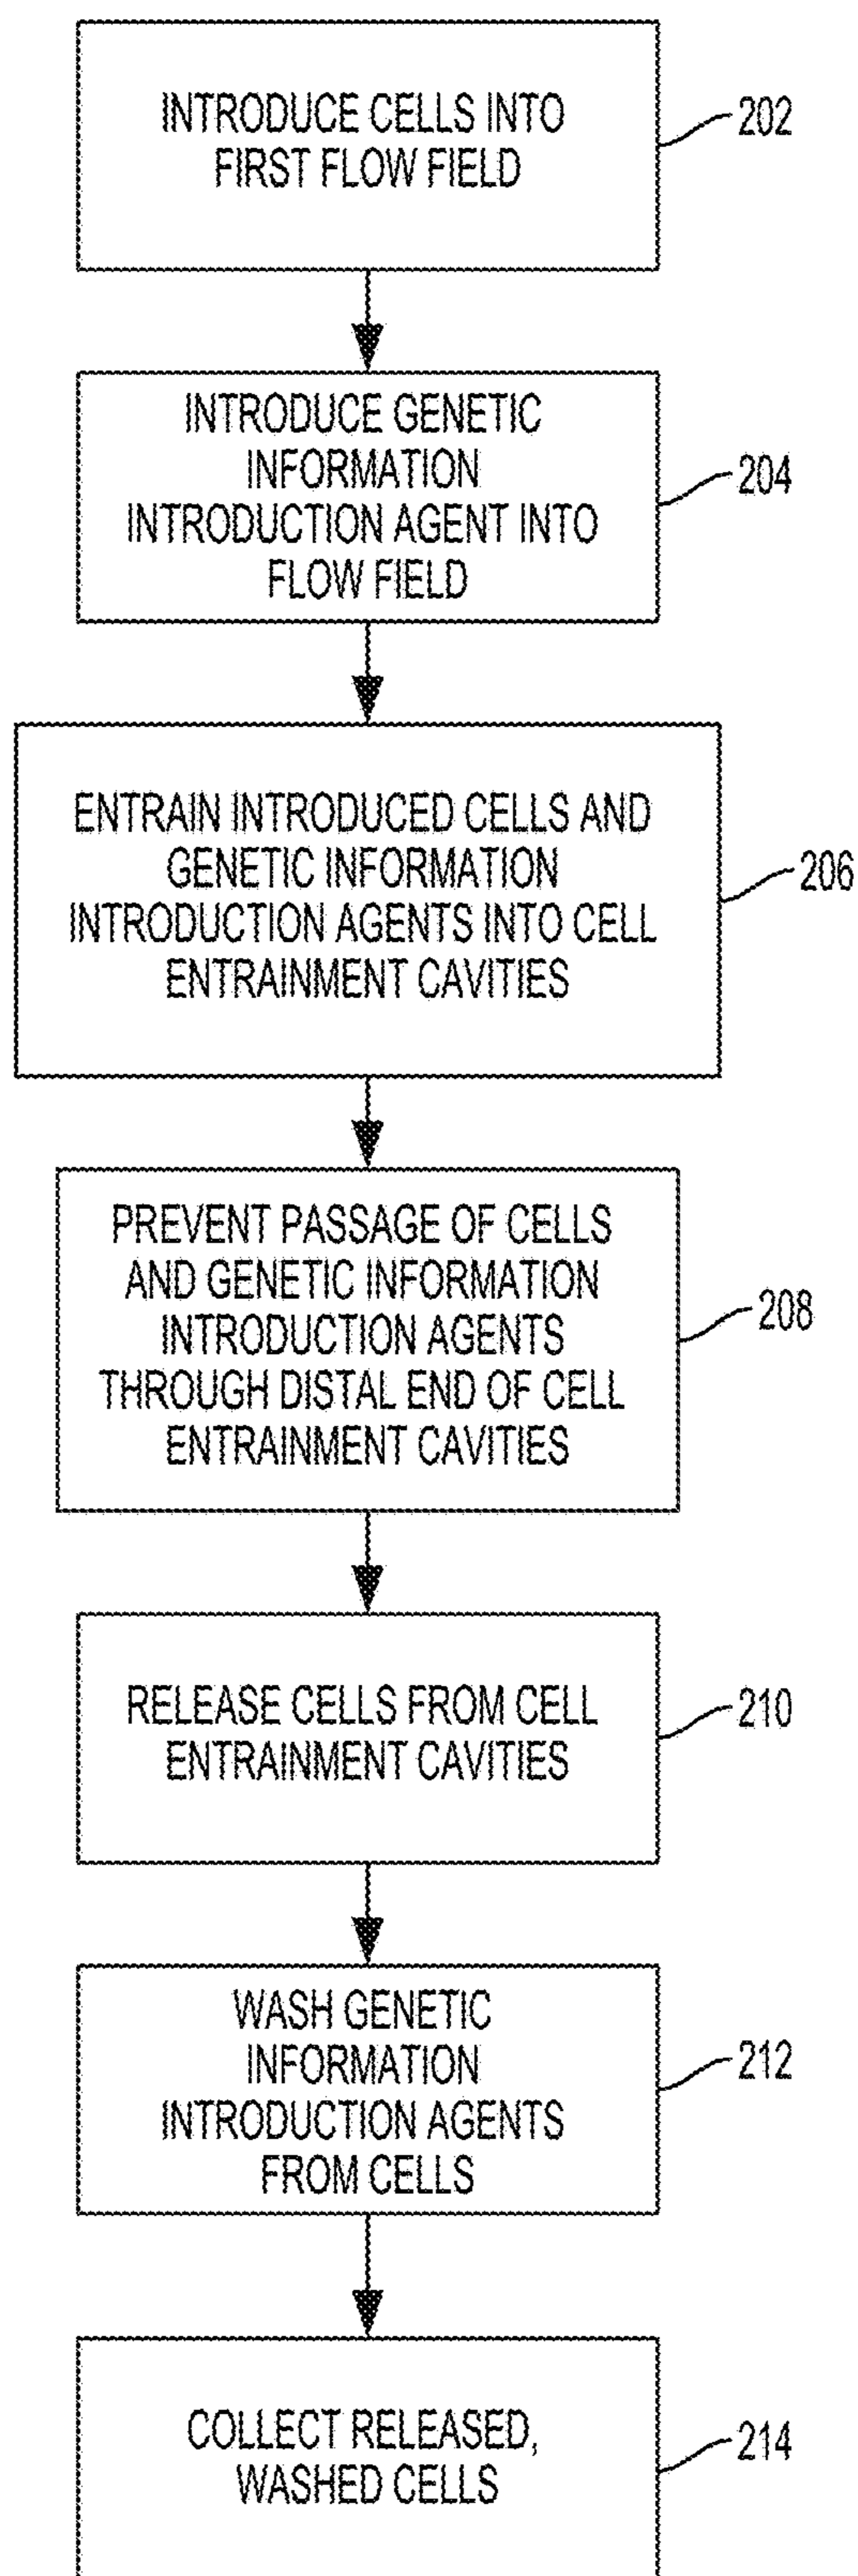 INTRODUCE CELLS INTO
FIRST FLOW FIELD
202
INTRODUCE GENETIC
INFORMATION
INTRODUCTION AGENT INTO
FLOW FIELD
204
ENTRAIN INTRODUCED CELLS AND
GENETIC INFORMATION
INTRODUCTION AGENTS INTO CELL
ENTRAINMENT CAVITIES
206
PREVENT PASSAGE OF CELLS
AND GENETIC INFORMATION
INTRODUCTION AGENTS
THROUGH DISTAL END OF CELL
ENTRAINMENT CAVITIES
208
RELEASE CELLS FROM CELL
ENTRAINMENT CAVITIES
210
WASH GENETIC
INFORMATION
INTRODUCTION AGENTS
FROM CELLS
212
COLLECT RELEASED,
WASHED CELLS
214